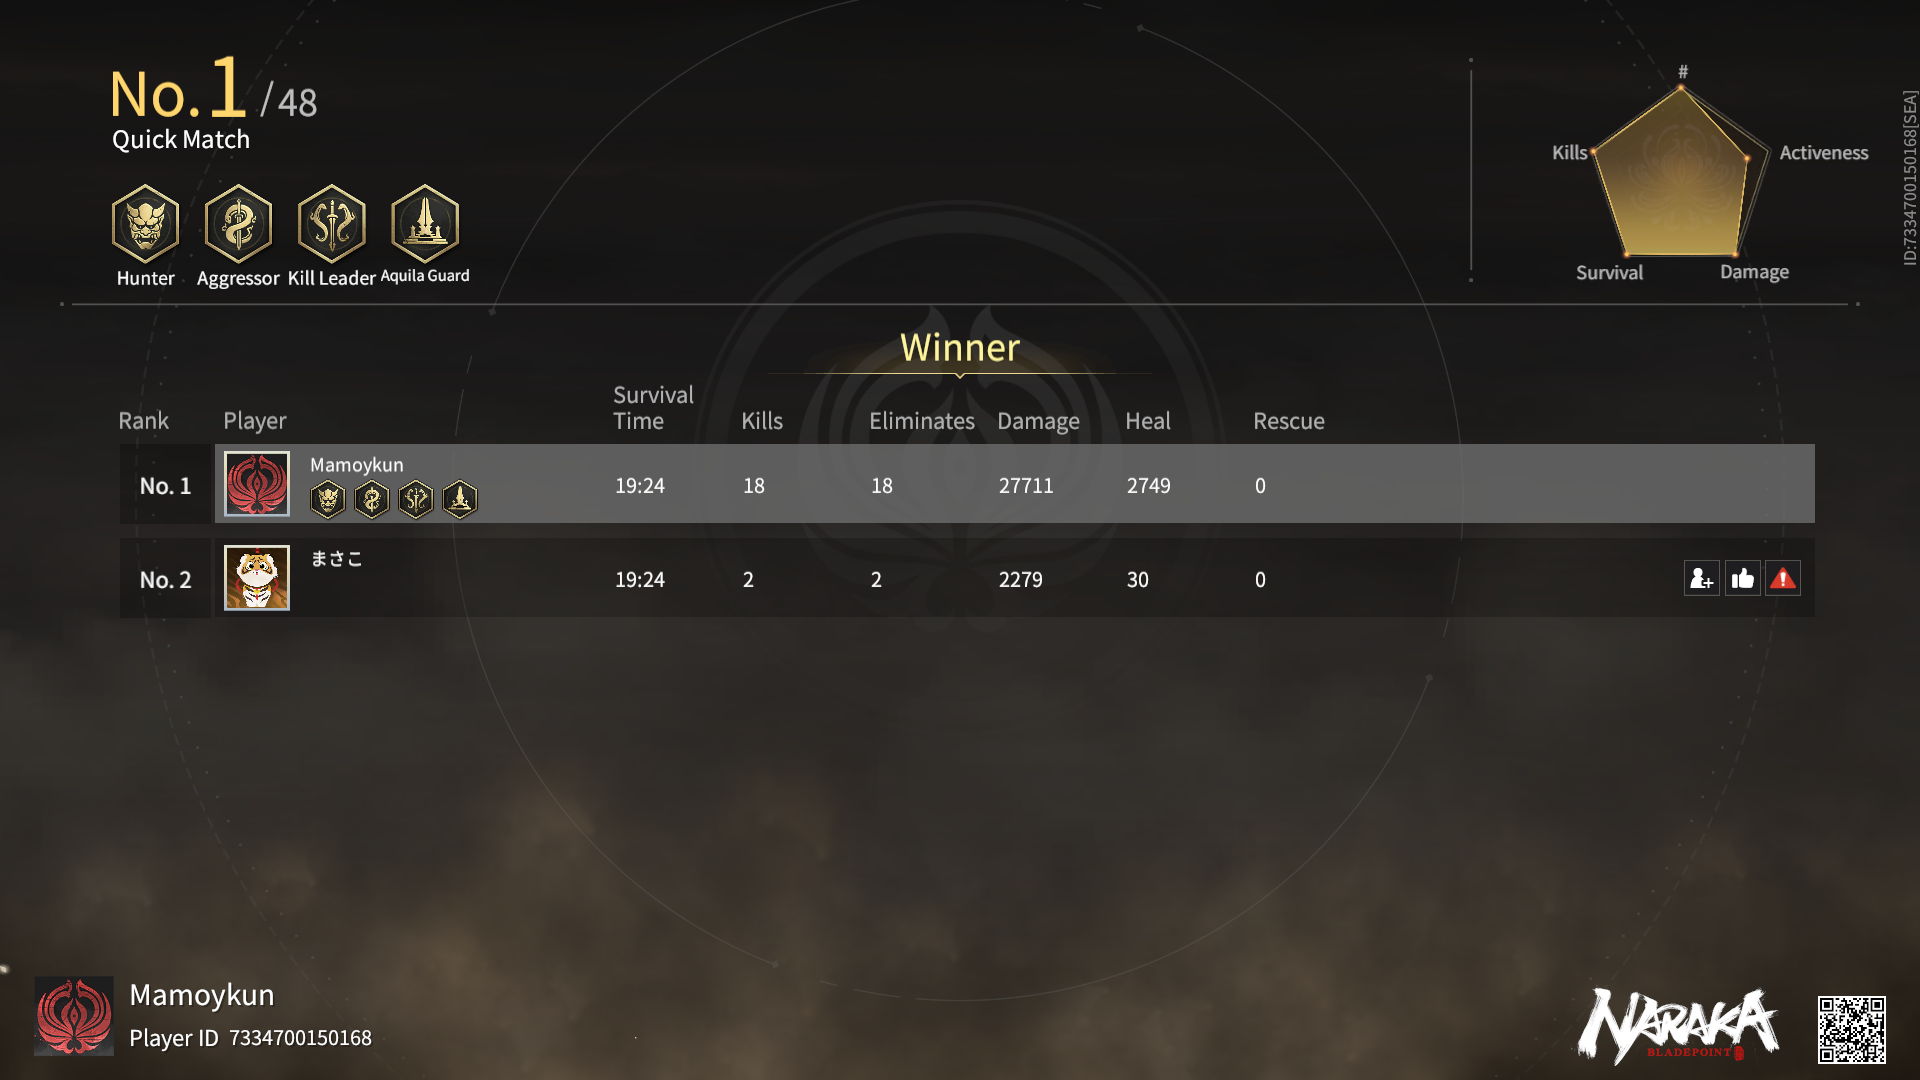 No.1/48
Quick Match
Hunter Aggressor Kill Leader Aquila Guard
#
Kills
Activeness
Survival
Damage
ID:7334700150168[SEA]
Winner
Rank Player Survival Time Kills Eliminates Damage Heal Rescue
Mamoykun
No. 1 19:24 18 18 27711 2749 0
まさこ
No. 2 19:24 2 2 2279 30 0
Mamoykun
Player ID 7334700150168
NARAKA
BLADEPOINT